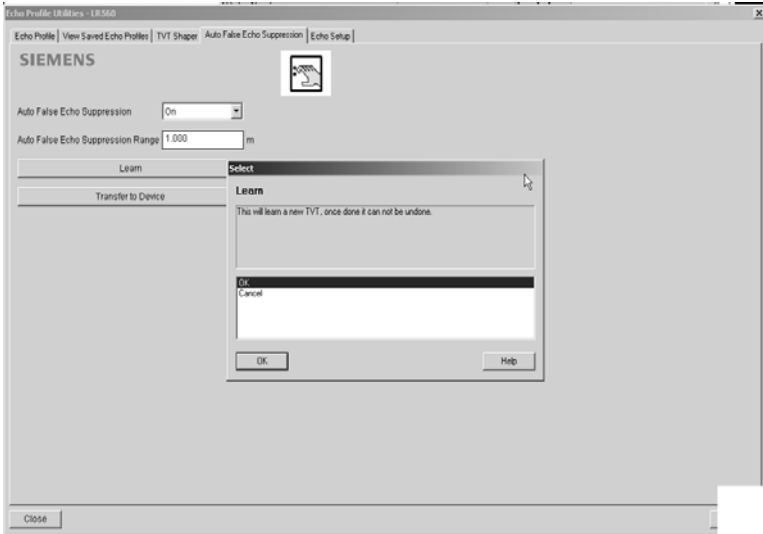 Echo Profile Utilities - LR560
Echo Profile View Saved Echo Profiles TVT Shaper Auto False Echo Suppression Echo Setup
SIEMENS
Auto False Echo Suppression On
Auto False Echo Suppression Range 1.000 m
Learn
Transfer to Device
Select
Learn
This will learn a new TVT, once done it can not be undone.
OK
Cancel
OK Help
Close